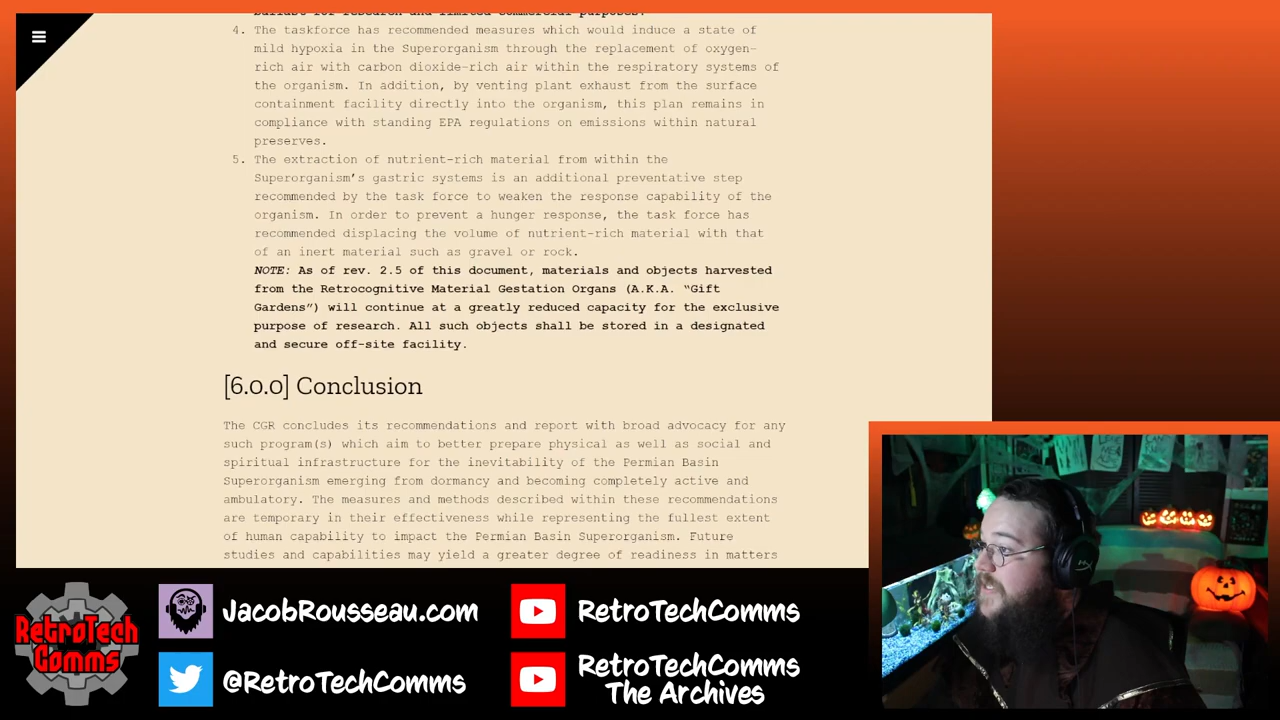 ballast for research and limited commercial purposes.
4. The taskforce has recommended measures which would induce a state of
mild hypoxia in the Superorganism through the replacement of oxygen-
rich air with carbon dioxide-rich air within the respiratory systems of
the organism. In addition, by venting plant exhaust from the surface
containment facility directly into the organism, this plan remains in
compliance with standing EPA regulations on emissions within natural
preserves.
5. The extraction of nutrient-rich material from within the
Superorganism's gastric systems is an additional preventative step
recommended by the task force to weaken the response capability of the
organism. In order to prevent a hunger response, the task force has
recommended displacing the volume of nutrient-rich material with that
of an inert material such as gravel or rock.
NOTE: As of rev. 2.5 of this document, materials and objects harvested
from the Retrocognitive Material Gestation Organs (A.K.A. “Gift
Gardens”) will continue at a greatly reduced capacity for the exclusive
purpose of research. All such objects shall be stored in a designated
and secure off-site facility.
[6.0.0] Conclusion
The CGR concludes its recommendations and report with broad advocacy for any
such program(s) which aim to better prepare physical as well as social and
spiritual infrastructure for the inevitability of the Permian Basin
Superorganism emerging from dormancy and becoming completely active and
ambulatory. The measures and methods described within these recommendations
are temporary in their effectiveness while representing the fullest extent
of human capability to impact the Permian Basin Superorganism. Future
studies and capabilities may yield a greater degree of readiness in matters
RetroTech
Comms
JacobRousseau.com
@RetroTechComms
RetroTechComms
RetroTechComms
The Archives